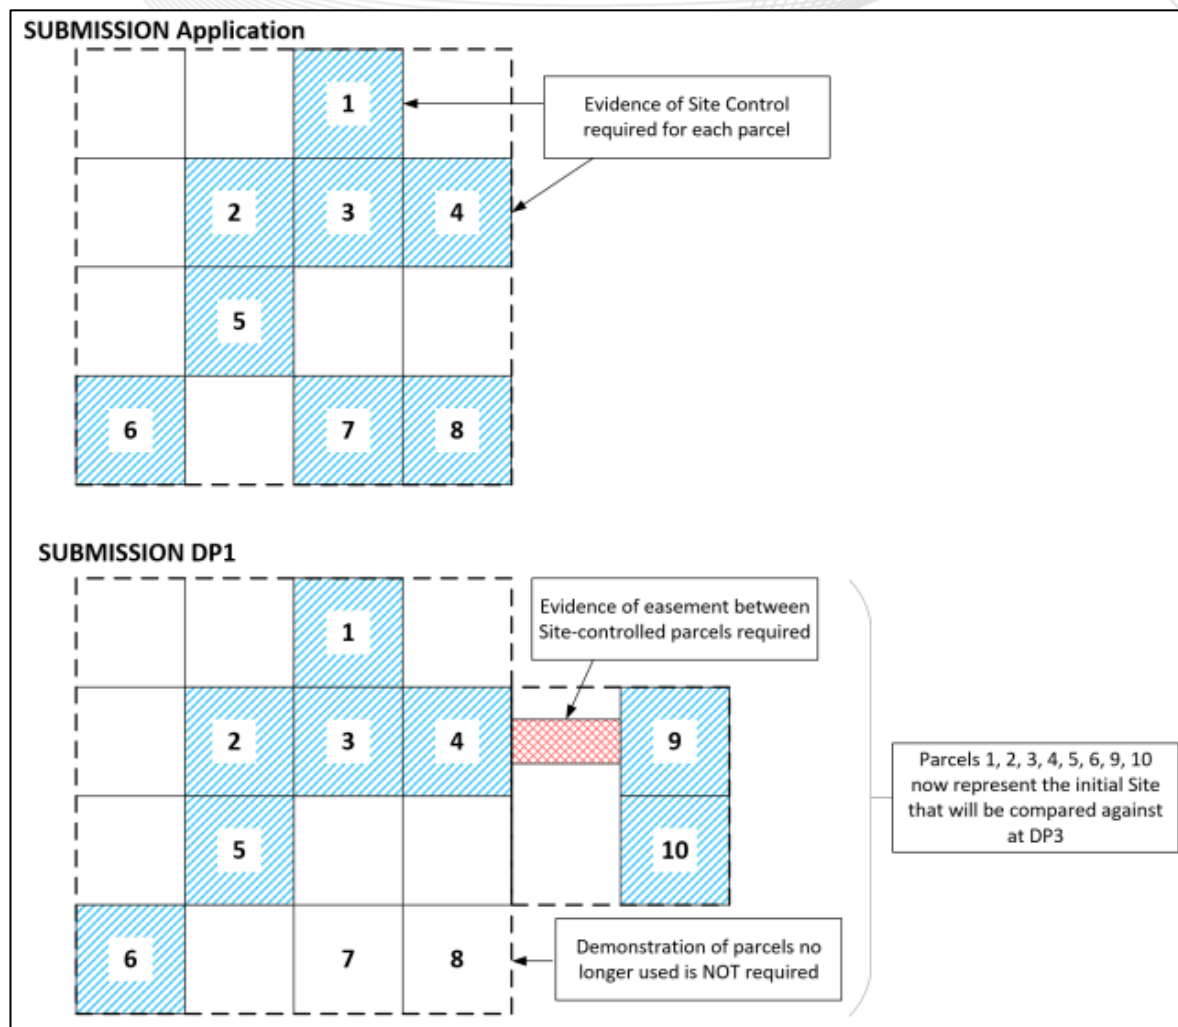 SUBMISSION Application
1
Evidence of Site Control
required for each parcel
2 3 4
5
6 7 8
SUBMISSION DP1
Evidence of easement between
Site-controlled parcels required
1
2 3 4 9
Parcels 1, 2, 3, 4, 5, 6, 9, 10
now represent the initial Site
that will be compared against
at DP3
5 10
6 7 8
Demonstration of parcels no
longer used is NOT required